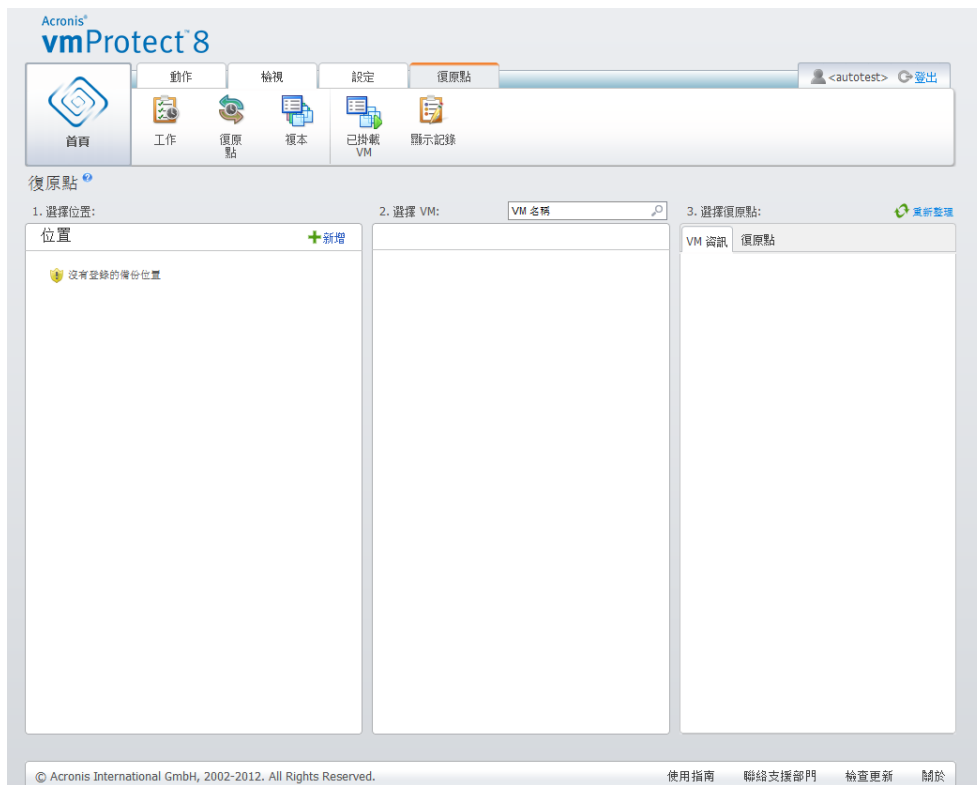 Acronis®
vmProtect™8
動作 檢視 設定 復原點 <autotest> 登出
首頁 工作 復原點 複本 已掛載 VM 顯示記錄
復原點
1. 選擇位置: 2. 選擇 VM: VM 名稱 3. 選擇復原點: 重新整理
位置 新增 VM 資訊 復原點
沒有登錄的備份位置
© Acronis International GmbH, 2002-2012. All Rights Reserved. 使用指南 聯絡支援部門 檢查更新 關於